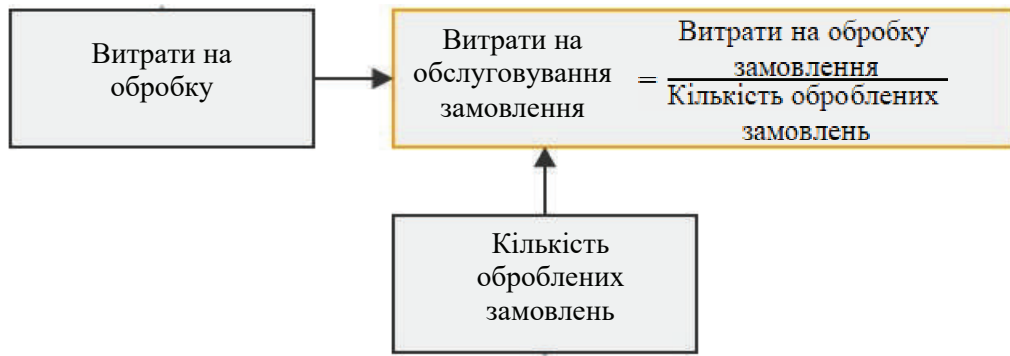 Витрати на
обробку
Витрати на
обслуговування
замовлення
=
Витрати на обробку
замовлення
Кількість оброблених
замовлень
Кількість
оброблених
замовлень